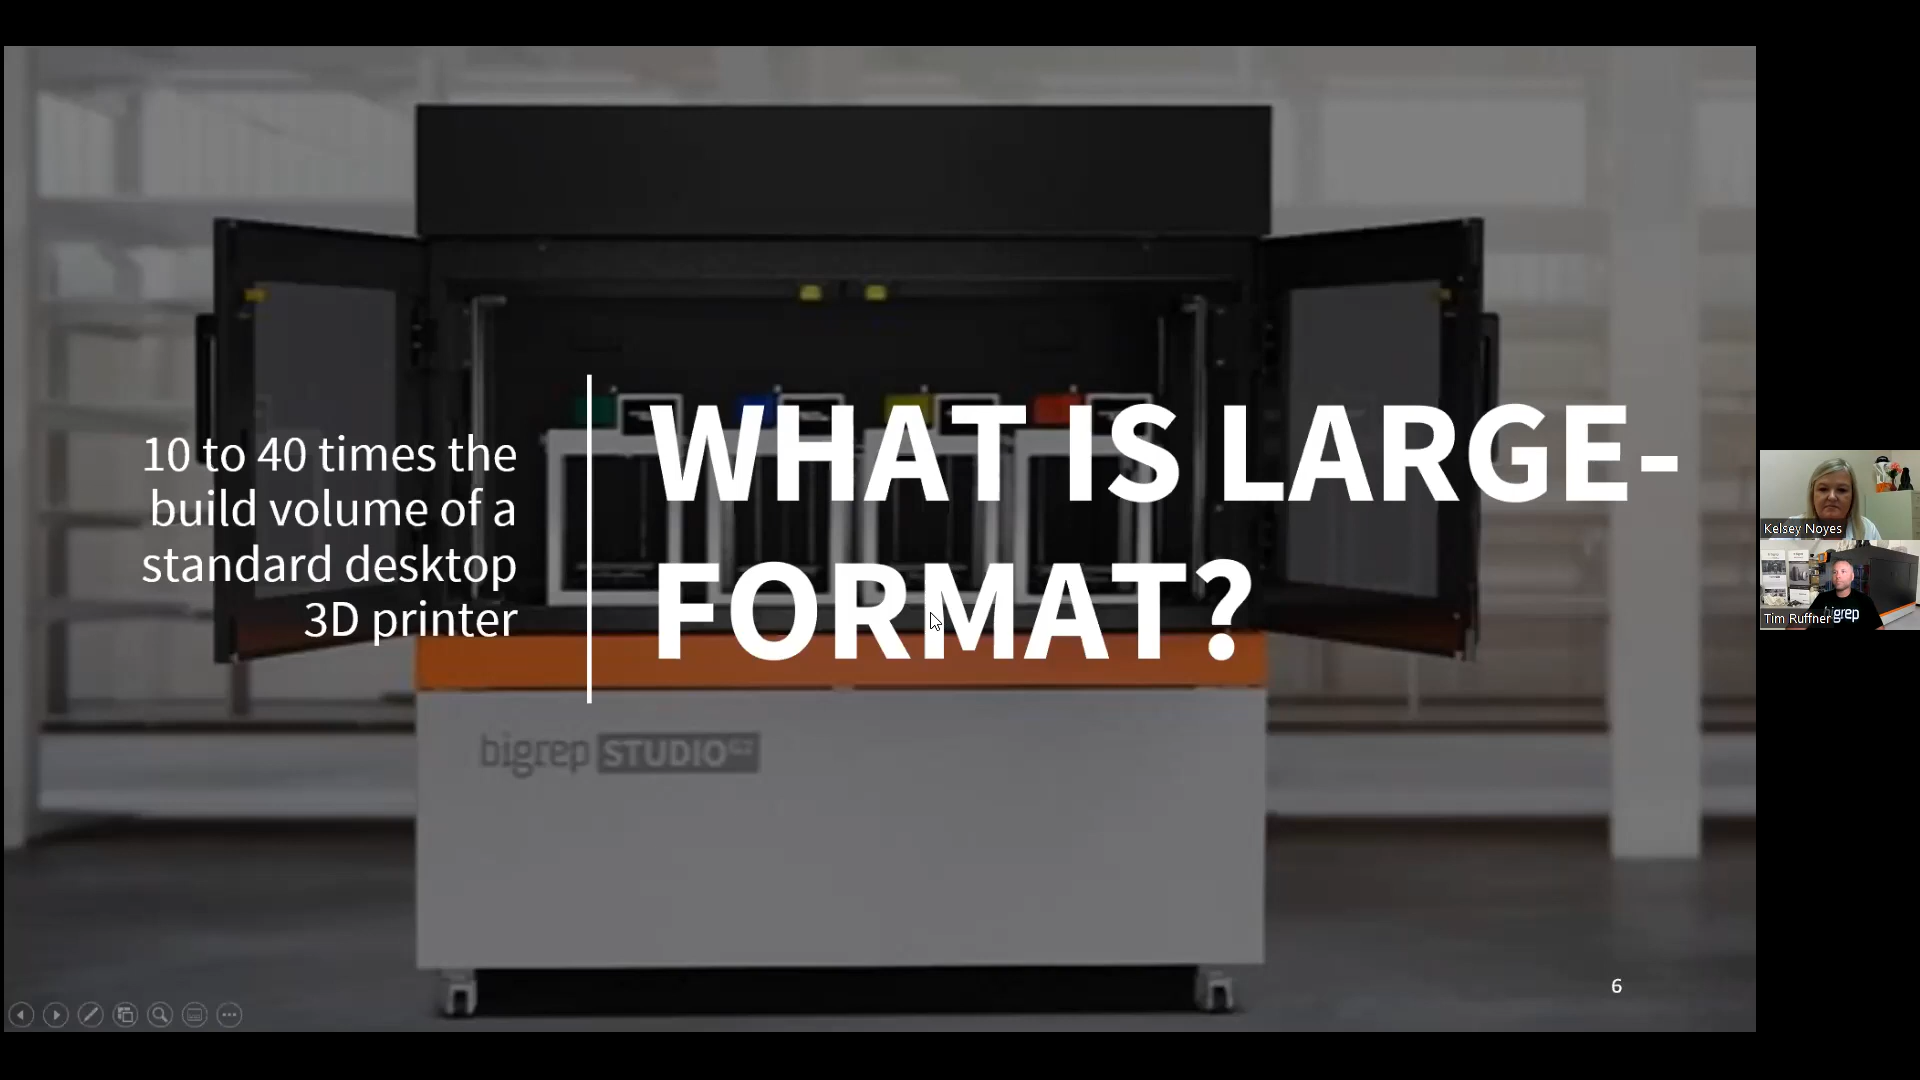 10 to 40 times the
build volume of a
standard desktop
3D printer
WHAT IS LARGE-
FORMAT?
bigrep STUDIO G2
6
Kelsey Noyes
Tim Ruffner
bigrep